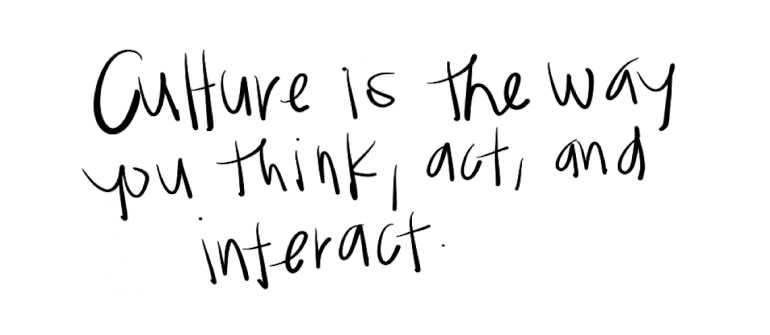 Culture is the way
you think, act, and
interact.